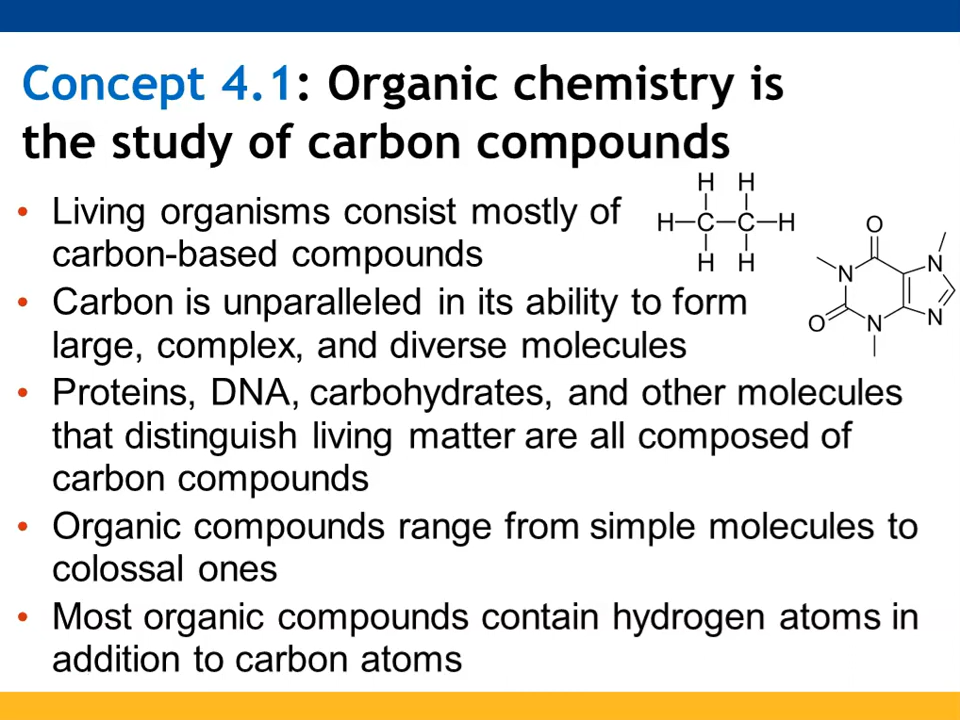 Concept 4.1: Organic chemistry is
the study of carbon compounds
• Living organisms consist mostly of
carbon-based compounds
• Carbon is unparalleled in its ability to form
large, complex, and diverse molecules
• Proteins, DNA, carbohydrates, and other molecules
that distinguish living matter are all composed of
carbon compounds
• Organic compounds range from simple molecules to
colossal ones
• Most organic compounds contain hydrogen atoms in
addition to carbon atoms
H H
H C C H
H H
O
N N
O N N